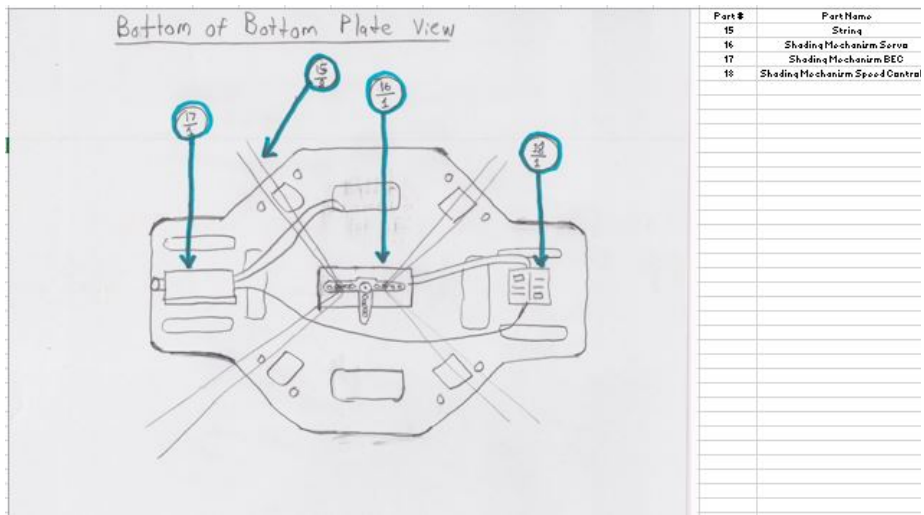 Bottom of Bottom Plate View
15
16
1
17
18
1
Part # Part Name
15 String
16 Shading Mechanism Servo
17 Shading Mechanism BEC
18 Shading Mechanism Speed Control